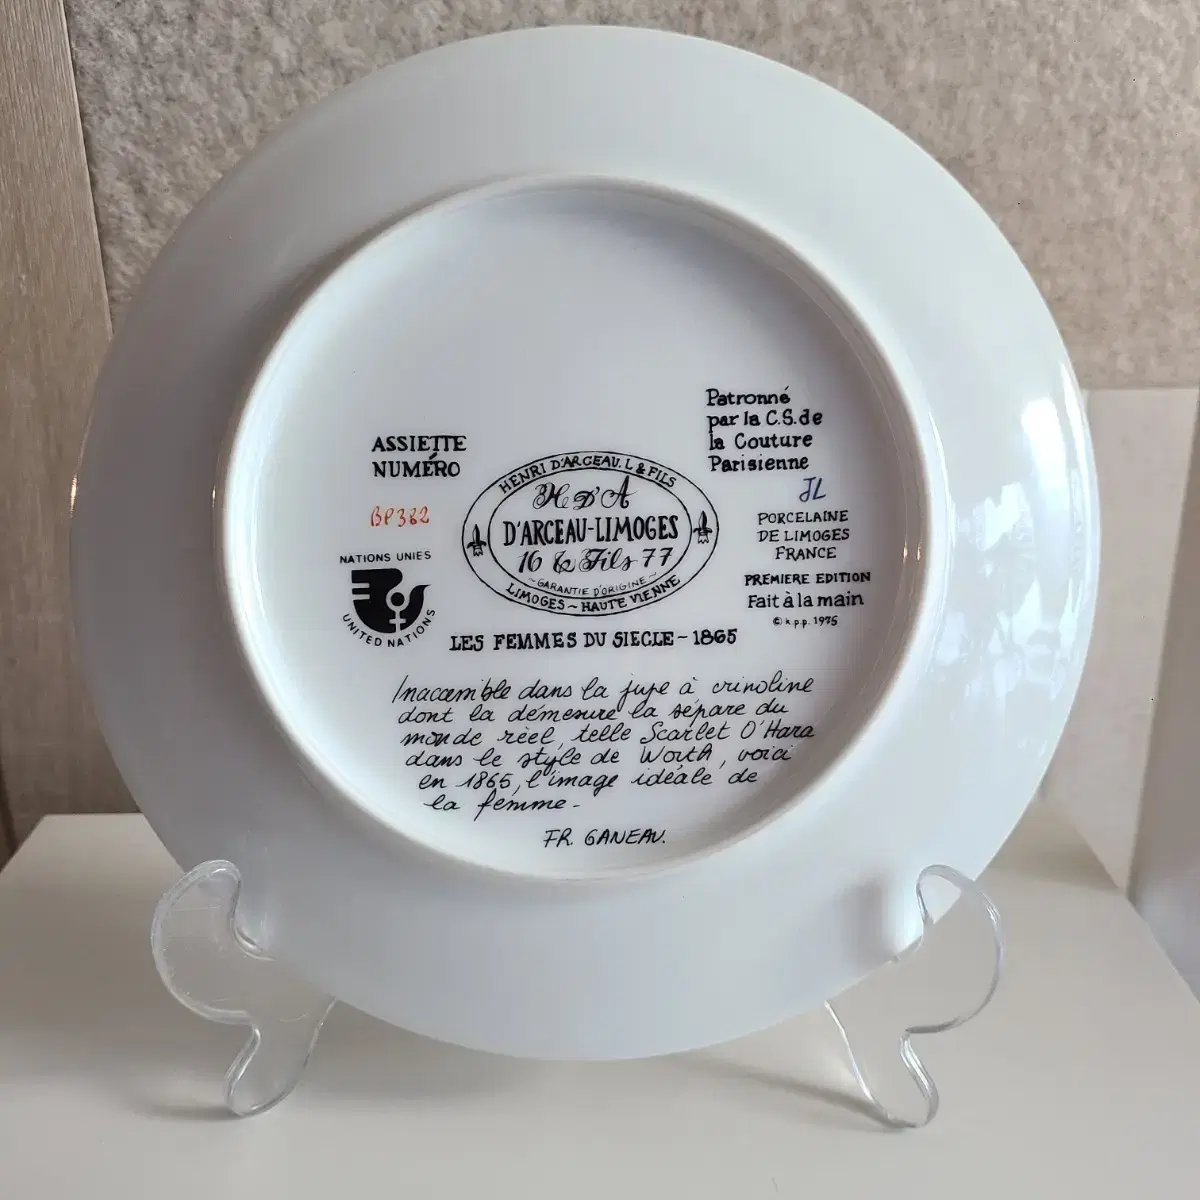 Patronné
par la C.S.de
la Couture
Parisienne
ASSIETTE
NUMÉRO
BP382
JL
PORCELAINE
DE LIMOGES
FRANCE
PREMIERE EDITION
Fait à la main
© k.p.p. 1975
NATIONS UNIES
UNITED NATIONS
HENRI D'ARCEAU. L & FILS
H D'A
D'ARCEAU-LIMOGES
16 & Fils 77
~GARANTIE D'ORIGINE~
LIMOGES ~ HAUTE VIENNE
LES FEMMES DU SIECLE ~ 1865
Inaccessible dans la jupe à crinoline
dont la démesure la sépare du
monde réel, telle Scarlet O'Hara
dans le style de Worth, voici
en 1865, l'image idéale de
la femme -
FR. GANEAU.